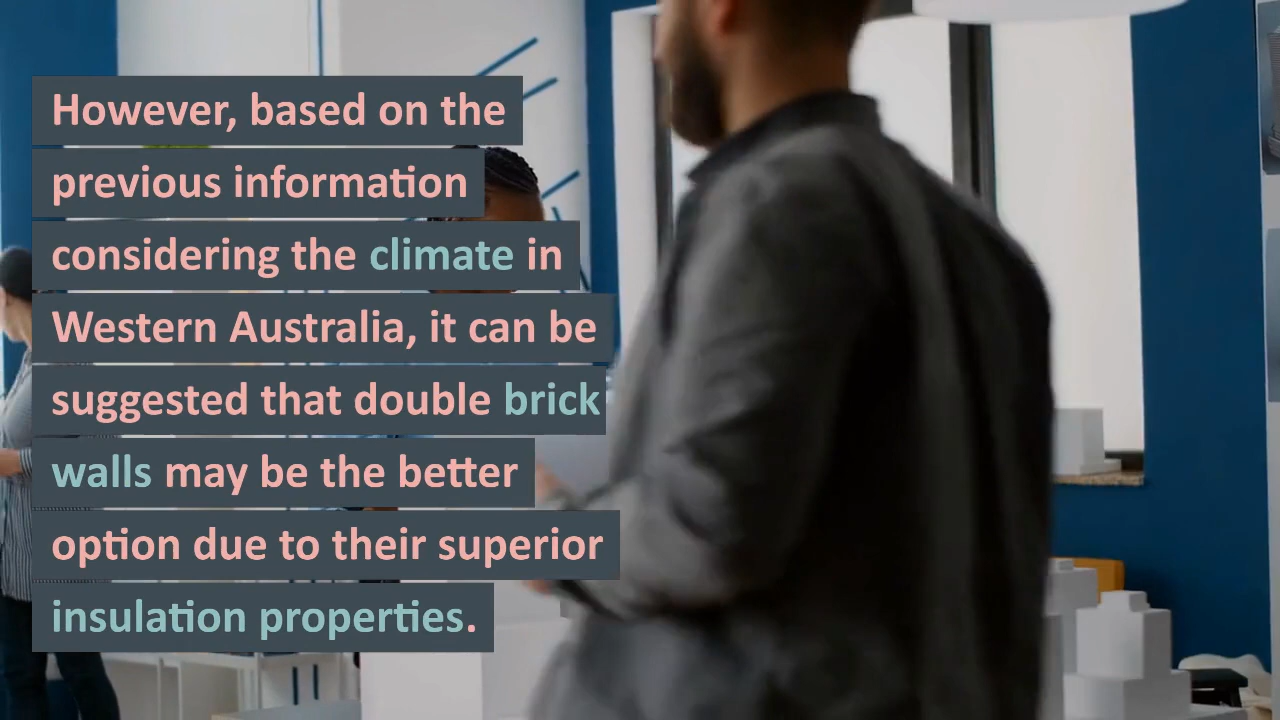 However, based on the
previous information
considering the climate in
Western Australia, it can be
suggested that double brick
walls may be the better
option due to their superior
insulation properties.